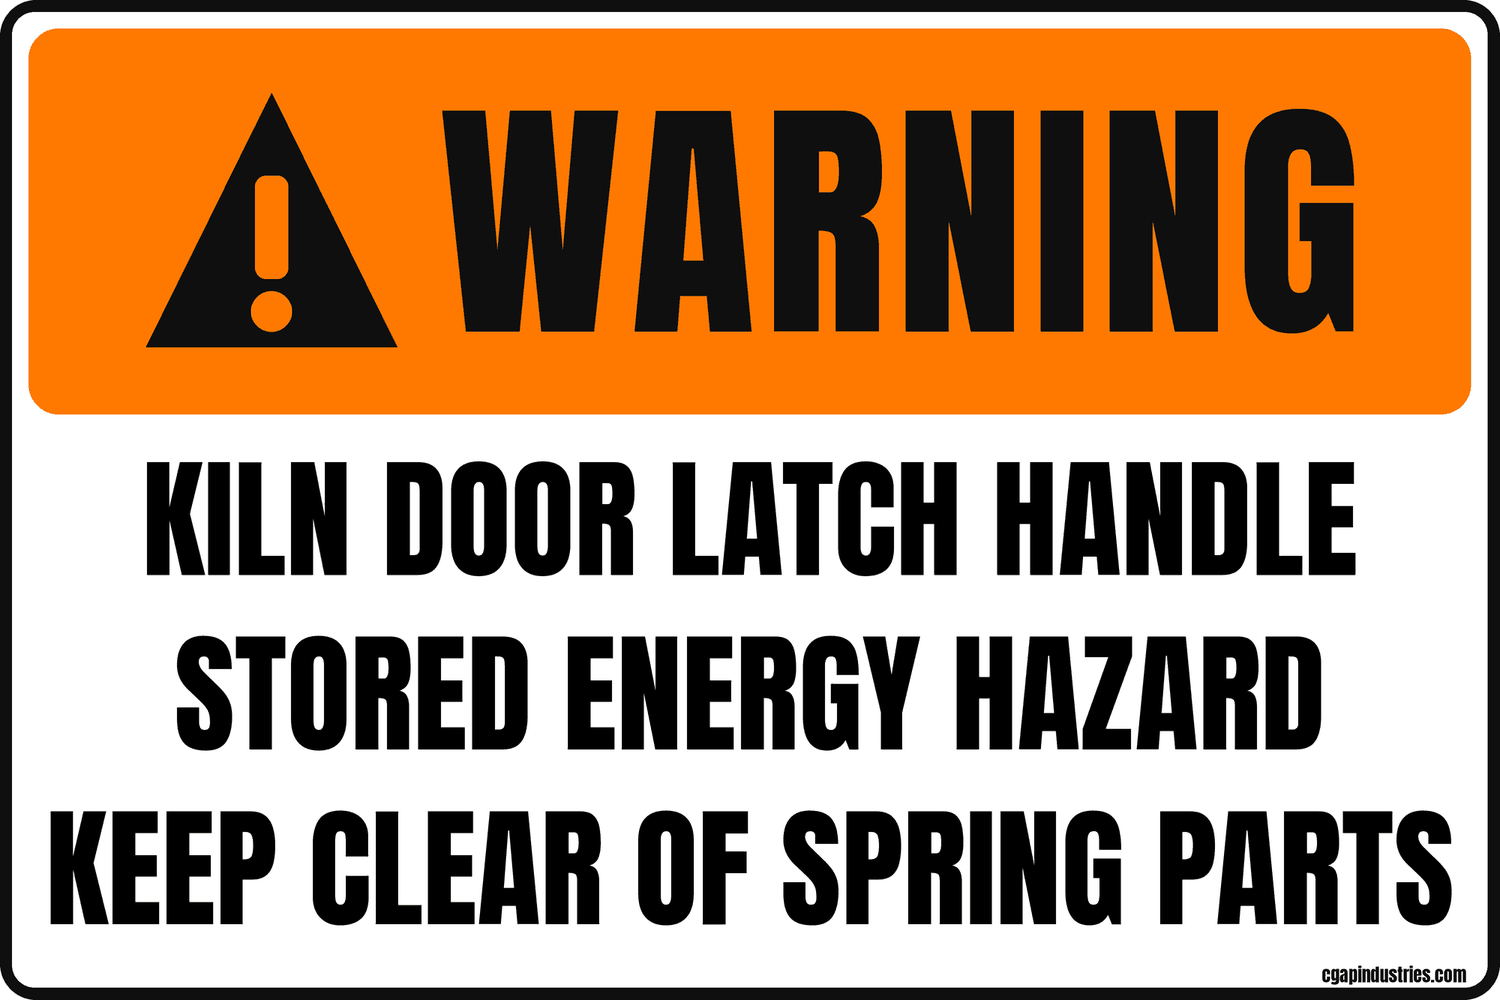 WARNING
KILN DOOR LATCH HANDLE
STORED ENERGY HAZARD
KEEP CLEAR OF SPRING PARTS
cgapindustries.com